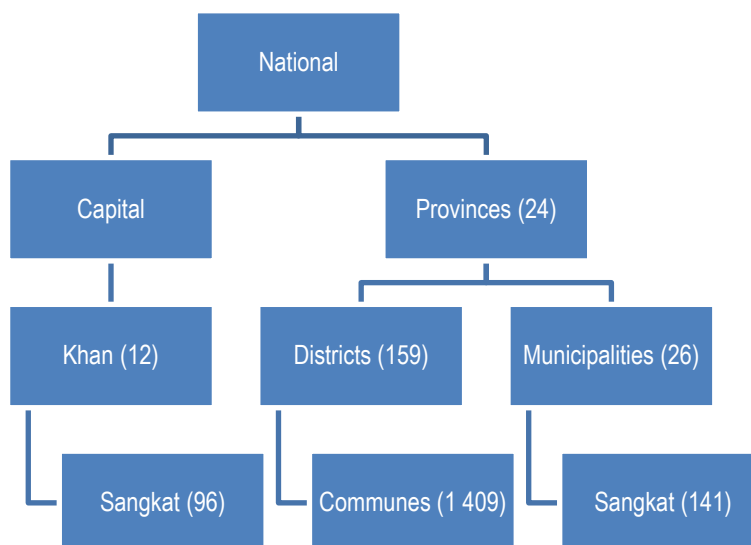 National
Capital
Provinces (24)
Khan (12)
Districts (159)
Municipalities (26)
Sangkat (96)
Communes (1 409)
Sangkat (141)